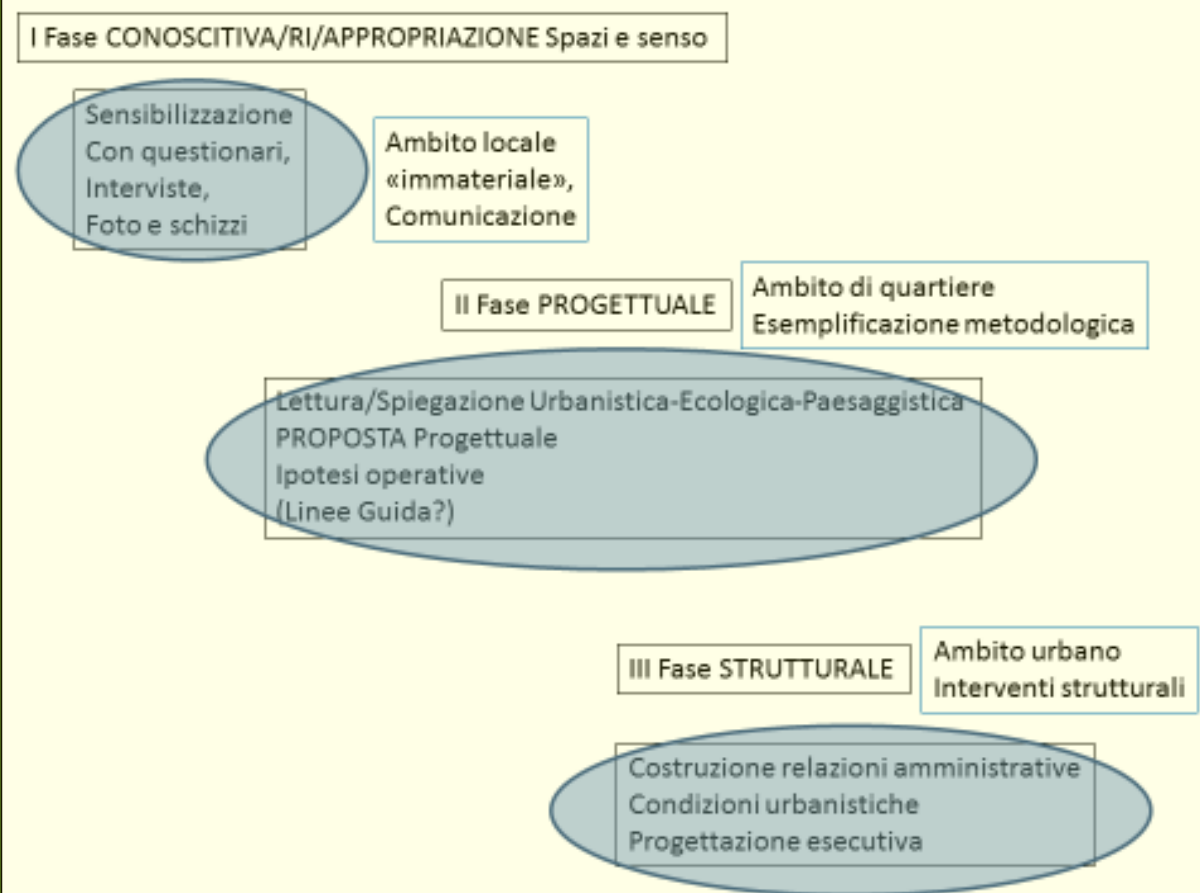 I Fase CONOSCITIVA/RI/APPROPRIAZIONE Spazi e senso
Sensibilizzazione
Con questionari,
Interviste,
Foto e schizzi
Ambito locale
«immateriale»,
Comunicazione
II Fase PROGETTUALE
Ambito di quartiere
Esemplificazione metodologica
Lettura/Spiegazione Urbanistica-Ecologica-Paesaggistica
PROPOSTA Progettuale
Ipotesi operative
(Linee Guida?)
III Fase STRUTTURALE
Ambito urbano
Interventi strutturali
Costruzione relazioni amministrative
Condizioni urbanistiche
Progettazione esecutiva